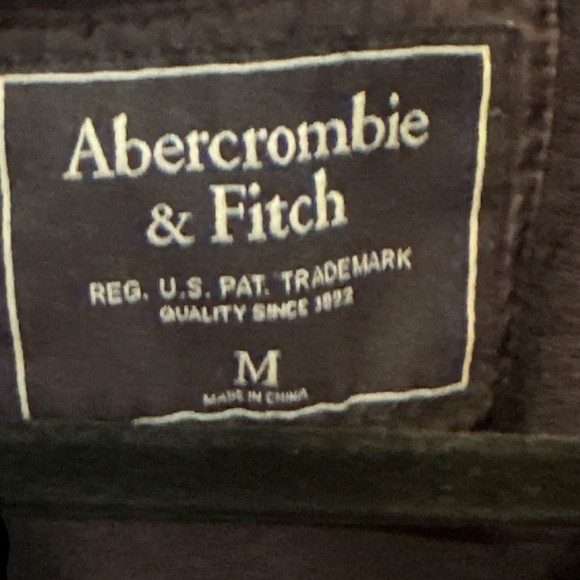 Abercrombie
& Fitch
REG. U.S. PAT. TRADEMARK
QUALITY SINCE 1892
M
MADE IN CHINA